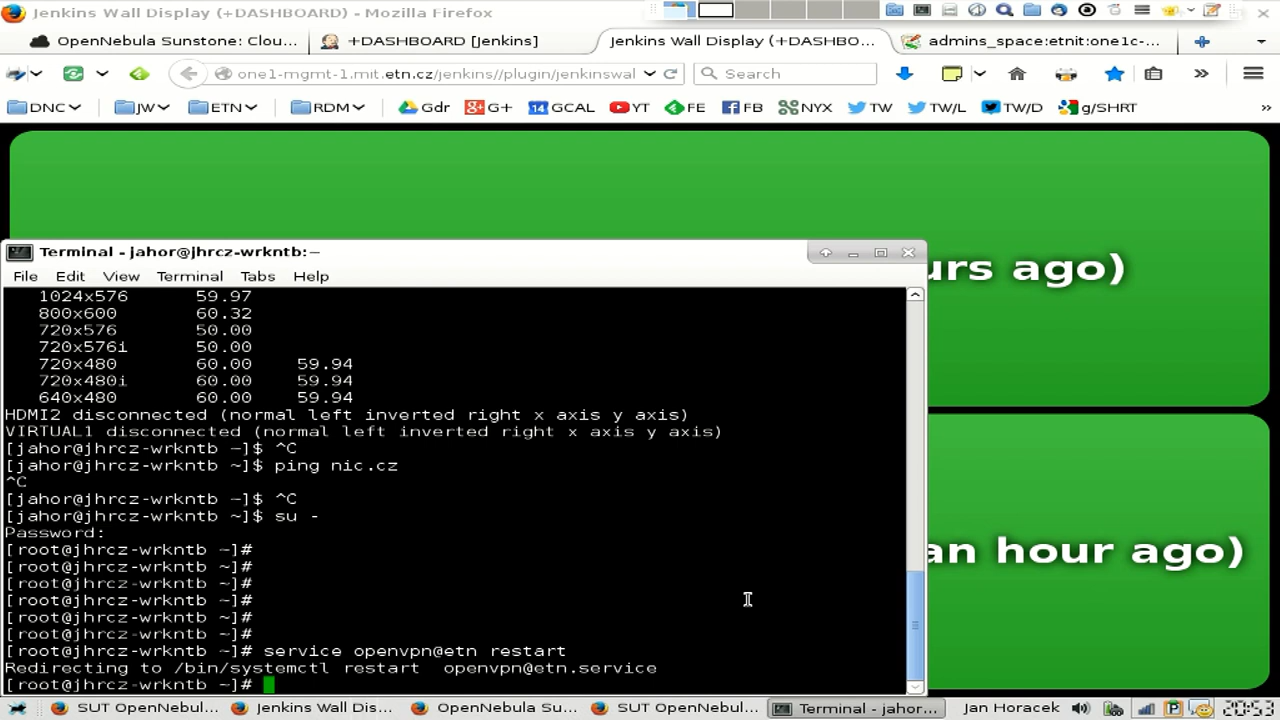 Jenkins Wall Display (+DASHBOARD) - Mozilla Firefox
OpenNebula Sunstone: Clou...
+DASHBOARD [Jenkins]
Jenkins Wall Display (+DASHBO...
admins_space:etnit:one1c-...
one1-mgmt-1.mit.etn.cz/jenkins//plugin/jenkinswal
Search
DNC JW ETN RDM Gdr G+ 14 GCAL YT FE FB NYX TW TW/L TW/D g/SHRT »
urs ago)
Terminal - jahor@jhrcz-wrkntb:~
File Edit View Terminal Tabs Help
1024x576 59.97
800x600 60.32
720x576 50.00
720x576i 50.00
720x480 60.00 59.94
720x480i 60.00 59.94
640x480 60.00 59.94
HDMI2 disconnected (normal left inverted right x axis y axis)
VIRTUAL1 disconnected (normal left inverted right x axis y axis)
[jahor@jhrcz-wrkntb ~]$ ^C
[jahor@jhrcz-wrkntb ~]$ ping nic.cz
^C
[jahor@jhrcz-wrkntb ~]$ ^C
[jahor@jhrcz-wrkntb ~]$ su -
Password:
[root@jhrcz-wrkntb ~]#
[root@jhrcz-wrkntb ~]#
[root@jhrcz-wrkntb ~]#
[root@jhrcz-wrkntb ~]#
[root@jhrcz-wrkntb ~]#
[root@jhrcz-wrkntb ~]#
[root@jhrcz-wrkntb ~]# service openvpn@etn restart
Redirecting to /bin/systemctl restart  openvpn@etn.service
[root@jhrcz-wrkntb ~]#
an hour ago)
SUT OpenNebul... Jenkins Wall Dis... OpenNebula Su... SUT OpenNebul... Terminal - jahor... Jan Horacek 20:53